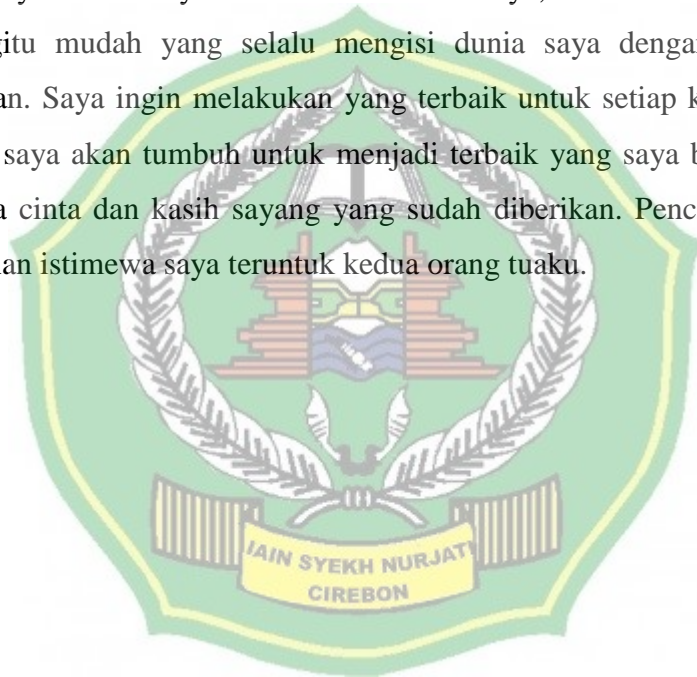 gitu mudah yang selalu mengisi dunia saya dengan
an. Saya ingin melakukan yang terbaik untuk setiap k
saya akan tumbuh untuk menjadi terbaik yang saya b
a cinta dan kasih sayang yang sudah diberikan. Penc
an istimewa saya teruntuk kedua orang tuaku.
IAIN SYEKH NURJATI
CIREBON